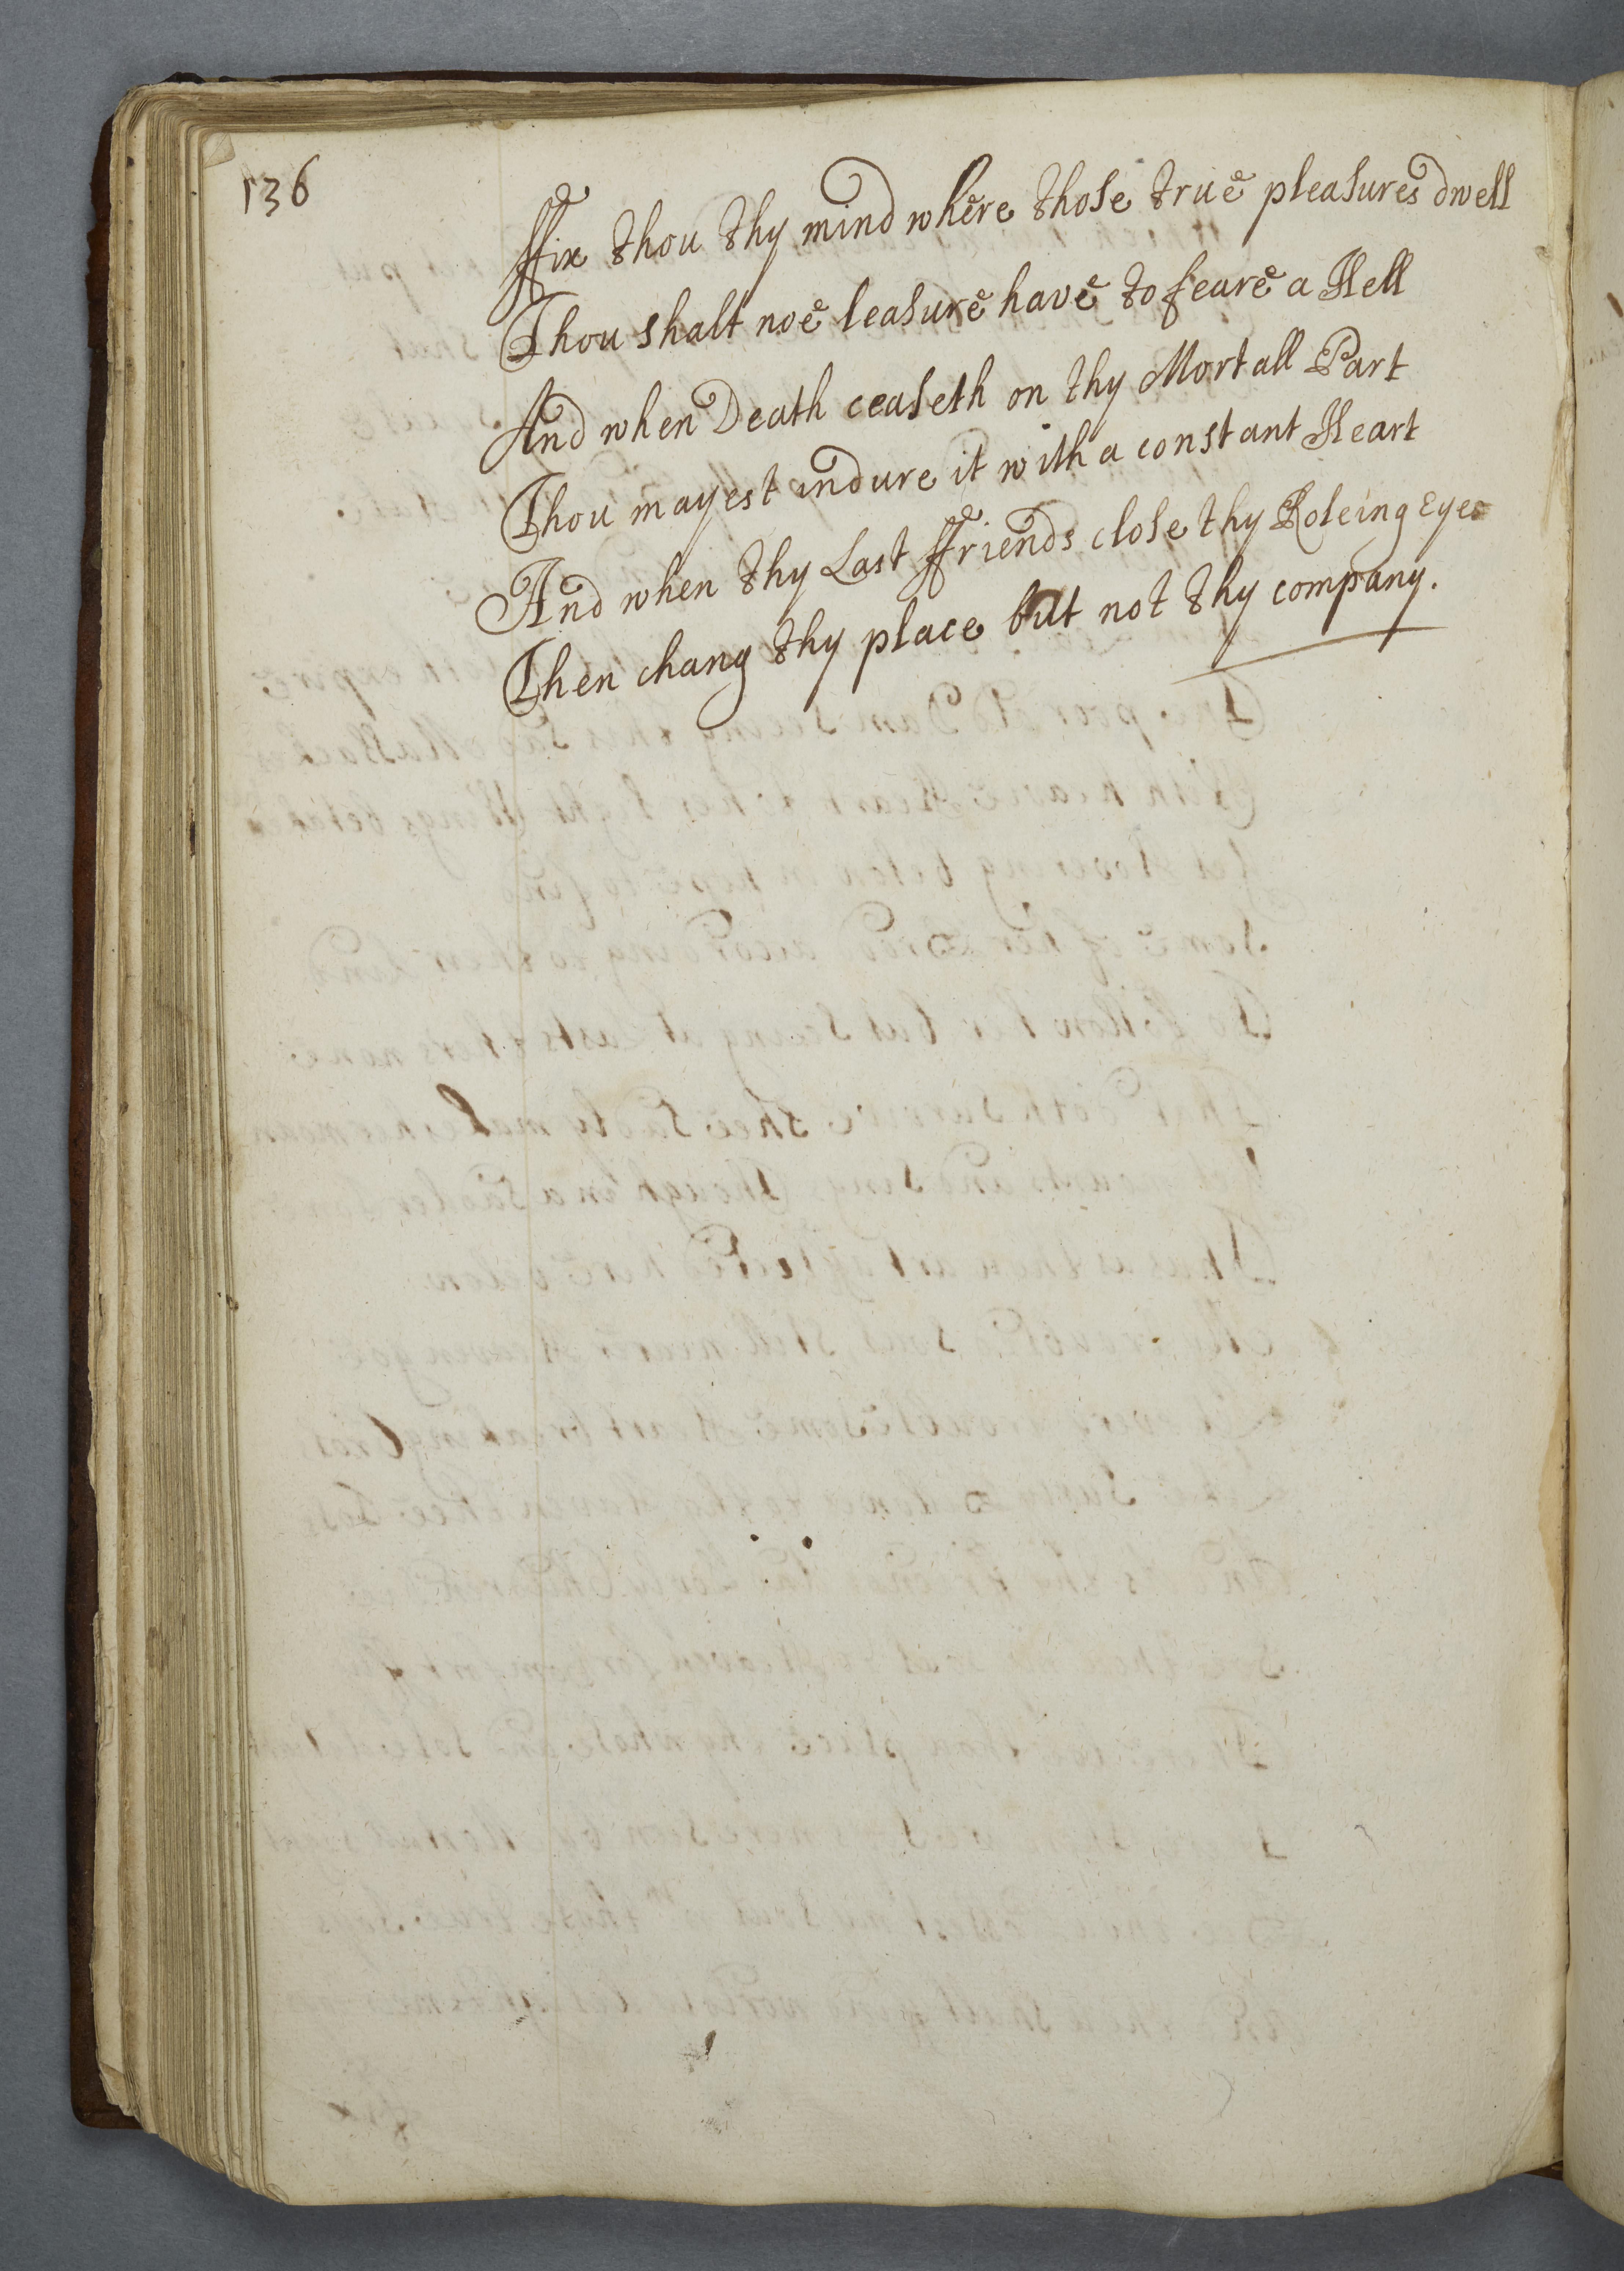 136
ffix thou thy mind where those true pleasures dwell
Thou shalt noe leasure have to feare a Hell
And when Death ceaseth on thy Mortall Part
Thou mayest indure it with a constant Heart
And when thy Last ffriends close thy Roleing Eyes
Then chang thy place but not thy company.